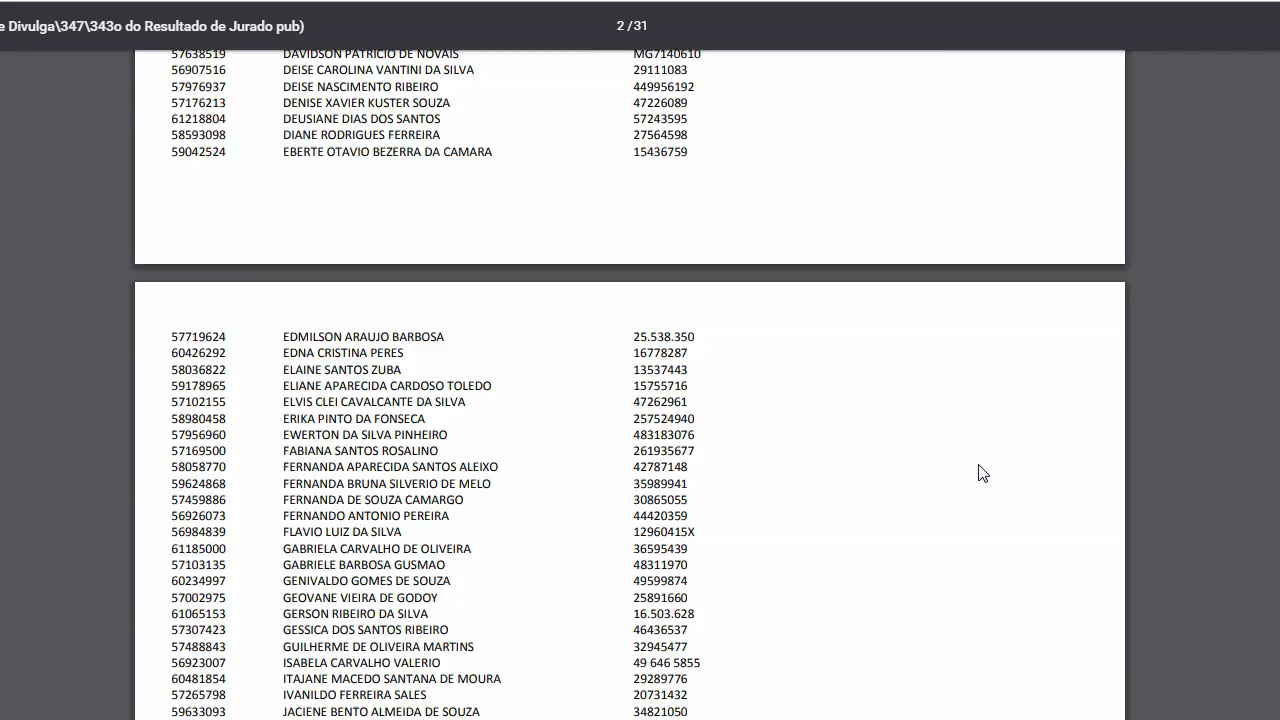 e Divulga\347\343o do Resultado de Jurado pub)
2 / 31
57638519 DAVIDSON PATRICIO DE NOVAIS MG7140610
56907516 DEISE CAROLINA VANTINI DA SILVA 29111083
57976937 DEISE NASCIMENTO RIBEIRO 449956192
57176213 DENISE XAVIER KUSTER SOUZA 47226089
61218804 DEUSIANE DIAS DOS SANTOS 57243595
58593098 DIANE RODRIGUES FERREIRA 27564598
59042524 EBERTE OTAVIO BEZERRA DA CAMARA 15436759
57719624 EDMILSON ARAUJO BARBOSA 25.538.350
60426292 EDNA CRISTINA PERES 16778287
58036822 ELAINE SANTOS ZUBA 13537443
59178965 ELIANE APARECIDA CARDOSO TOLEDO 15755716
57102155 ELVIS CLEI CAVALCANTE DA SILVA 47262961
58980458 ERIKA PINTO DA FONSECA 257524940
57956960 EWERTON DA SILVA PINHEIRO 483183076
57169500 FABIANA SANTOS ROSALINO 261935677
58058770 FERNANDA APARECIDA SANTOS ALEIXO 42787148
59624868 FERNANDA BRUNA SILVERIO DE MELO 35989941
57459886 FERNANDA DE SOUZA CAMARGO 30865055
56926073 FERNANDO ANTONIO PEREIRA 44420359
56984839 FLAVIO LUIZ DA SILVA 12960415X
61185000 GABRIELA CARVALHO DE OLIVEIRA 36595439
57103135 GABRIELE BARBOSA GUSMAO 48311970
60234997 GENIVALDO GOMES DE SOUZA 49599874
57002975 GEOVANE VIEIRA DE GODOY 25891660
61065153 GERSON RIBEIRO DA SILVA 16.503.628
57307423 GESSICA DOS SANTOS RIBEIRO 46436537
57488843 GUILHERME DE OLIVEIRA MARTINS 32945477
56923007 ISABELA CARVALHO VALERIO 49 646 5855
60481854 ITAJANE MACEDO SANTANA DE MOURA 29289776
57265798 IVANILDO FERREIRA SALES 20731432
59633093 JACIENE BENTO ALMEIDA DE SOUZA 34821050